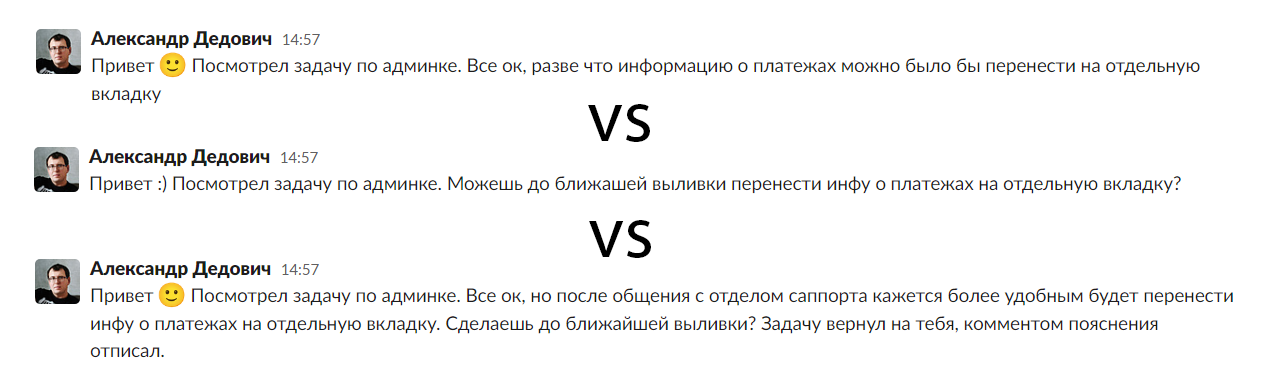 Александр Дедович 14:57
Привет 🙂 Посмотрел задачу по админке. Все ок, разве что информацию о платежах можно было бы перенести на отдельную
вкладку
VS
Александр Дедович 14:57
Привет :) Посмотрел задачу по админке. Можешь до ближашей выливки перенести инфу о платежах на отдельную вкладку?
VS
Александр Дедович 14:57
Привет 🙂 Посмотрел задачу по админке. Все ок, но после общения с отделом саппорта кажется более удобным будет перенести
инфу о платежах на отдельную вкладку. Сделаешь до ближайшей выливки? Задачу вернул на тебя, комментом пояснения
отписал.